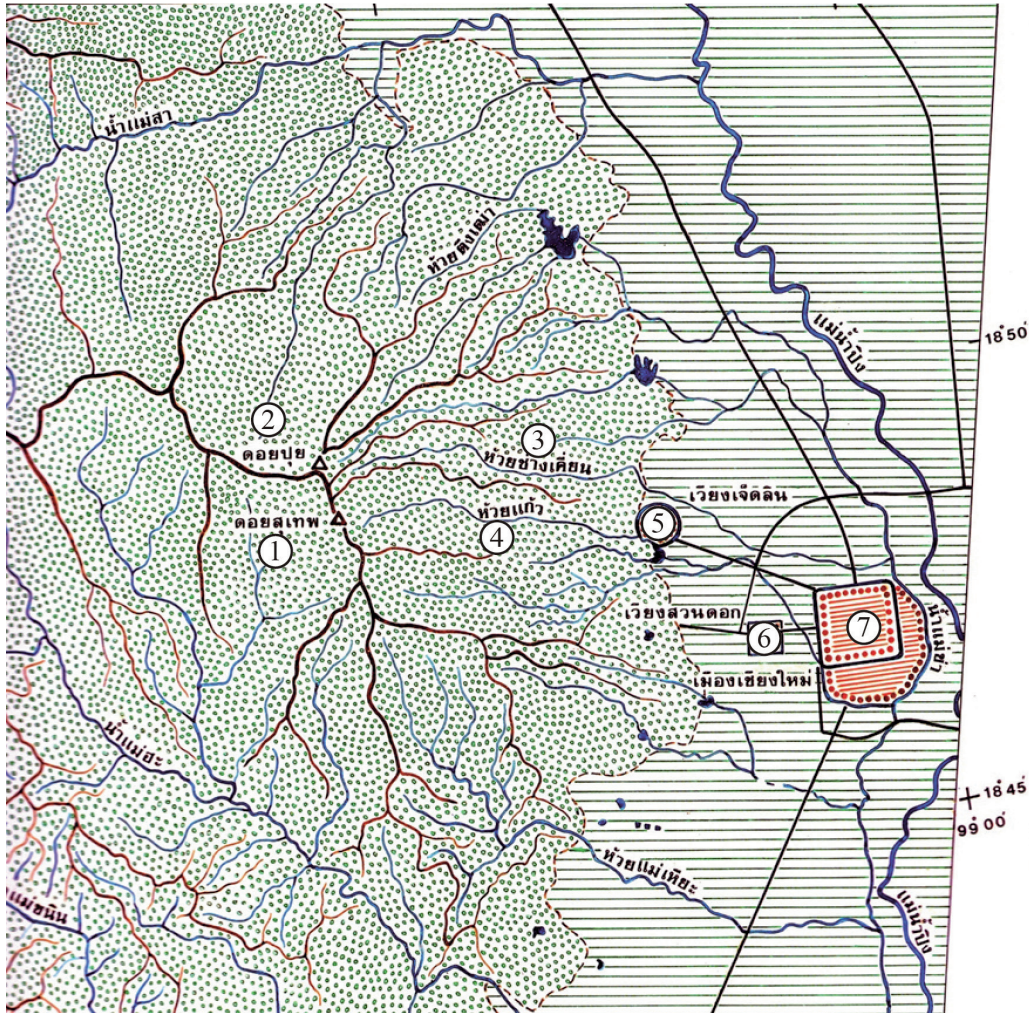 น้ำแม่สา
ห้วยตึงเฒ่า
แม่น้ำปิง
18°50'
②
ดอยปุย
③
ห้วยช่างเคี่ยน
เวียงเจ็ดลิน
ดอยสุเทพ
①
ห้วยแก้ว
④
⑤
เวียงสวนดอก
⑥
⑦
น้ำแม่ข่า
เมืองเชียงใหม่
น้ำแม่ฮะ
18°45'
99°00'
ห้วยแม่เหียะ
แม่ขนิน
แม่น้ำปิง